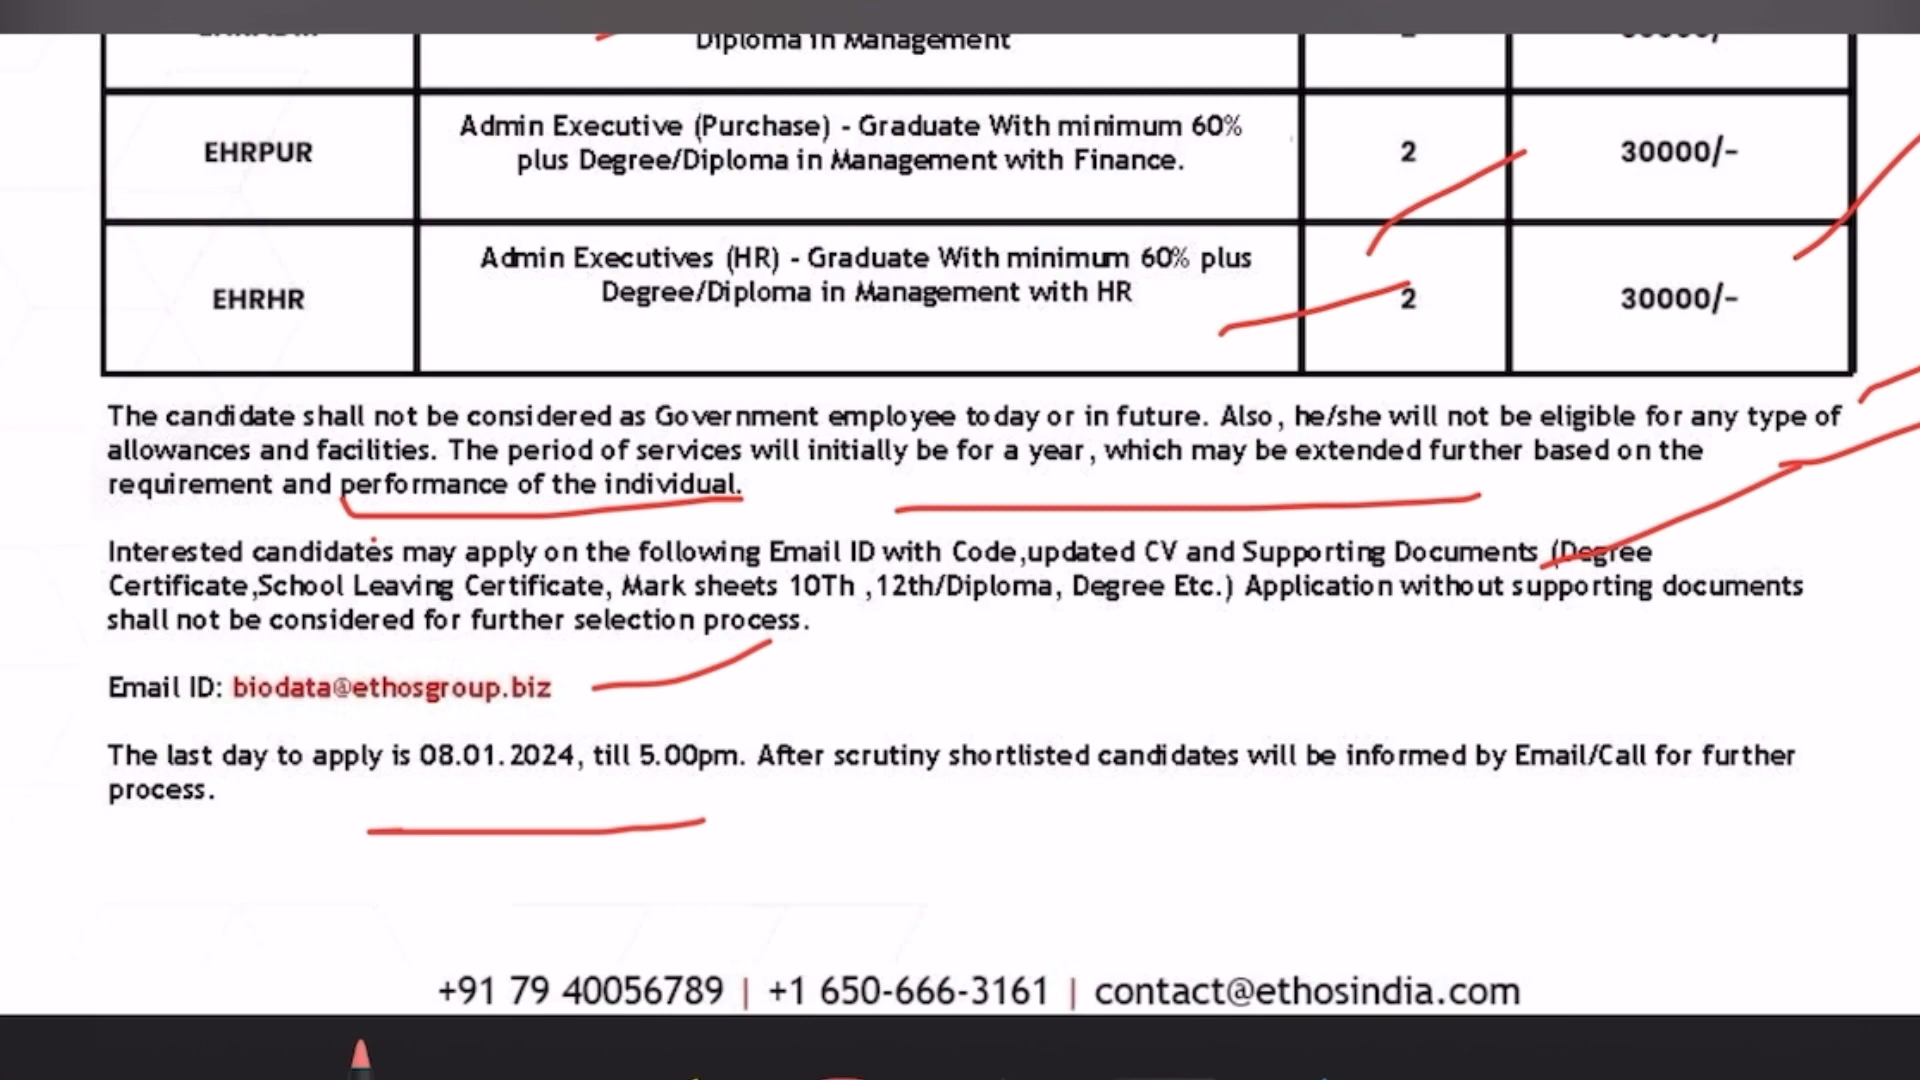 Diploma in Management
EHRPUR
Admin Executive (Purchase) - Graduate With minimum 60%
plus Degree/Diploma in Management with Finance.
2
30000/-
EHRHR
Admin Executives (HR) - Graduate With minimum 60% plus
Degree/Diploma in Management with HR
2
30000/-
The candidate shall not be considered as Government employee today or in future. Also, he/she will not be eligible for any type of
allowances and facilities. The period of services will initially be for a year, which may be extended further based on the
requirement and performance of the individual.
Interested candidates may apply on the following Email ID with Code,updated CV and Supporting Documents (Degree
Certificate,School Leaving Certificate, Mark sheets 10Th ,12th/Diploma, Degree Etc.) Application without supporting documents
shall not be considered for further selection process.
Email ID: biodata@ethosgroup.biz
The last day to apply is 08.01.2024, till 5.00pm. After scrutiny shortlisted candidates will be informed by Email/Call for further
process.
+91 79 40056789 | +1 650-666-3161 | contact@ethosindia.com